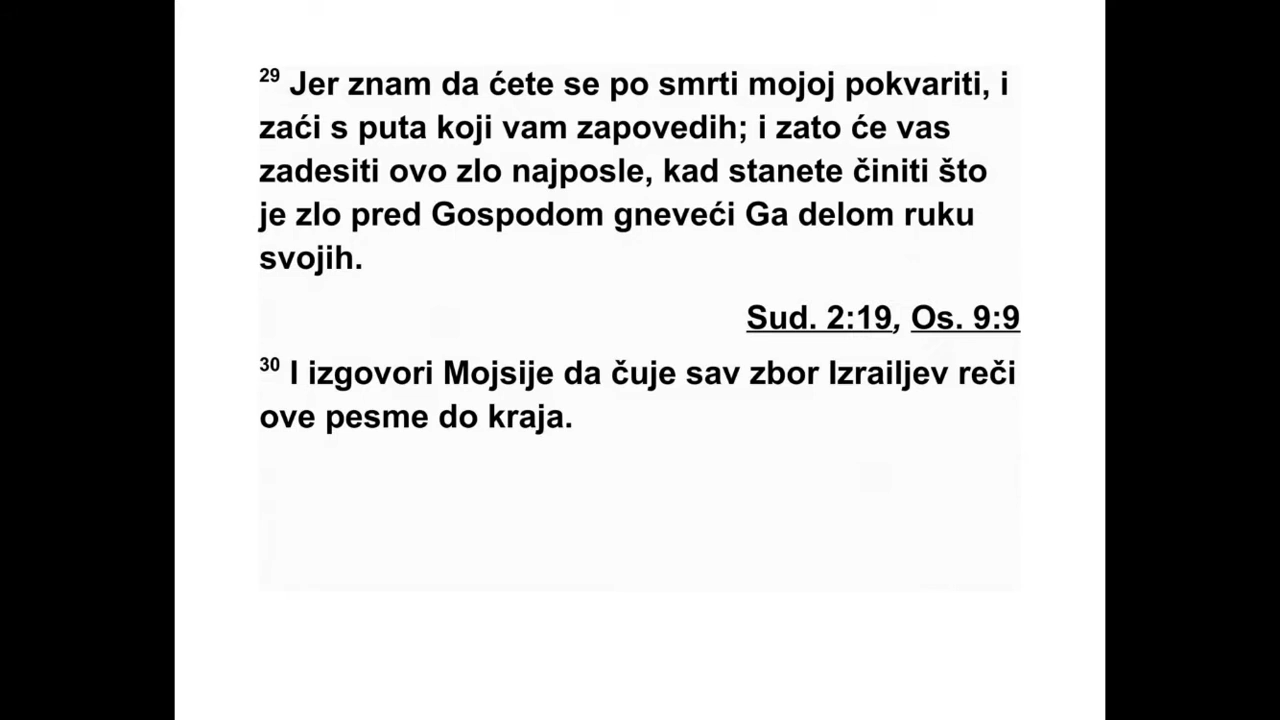 29 Jer znam da ćete se po smrti mojoj pokvariti, i
zaći s puta koji vam zapovedih; i zato će vas
zadesiti ovo zlo najposle, kad stanete činiti što
je zlo pred Gospodom gneveći Ga delom ruku
svojih.
Sud. 2:19, Os. 9:9
30 I izgovori Mojsije da čuje sav zbor Izrailjev reči
ove pesme do kraja.